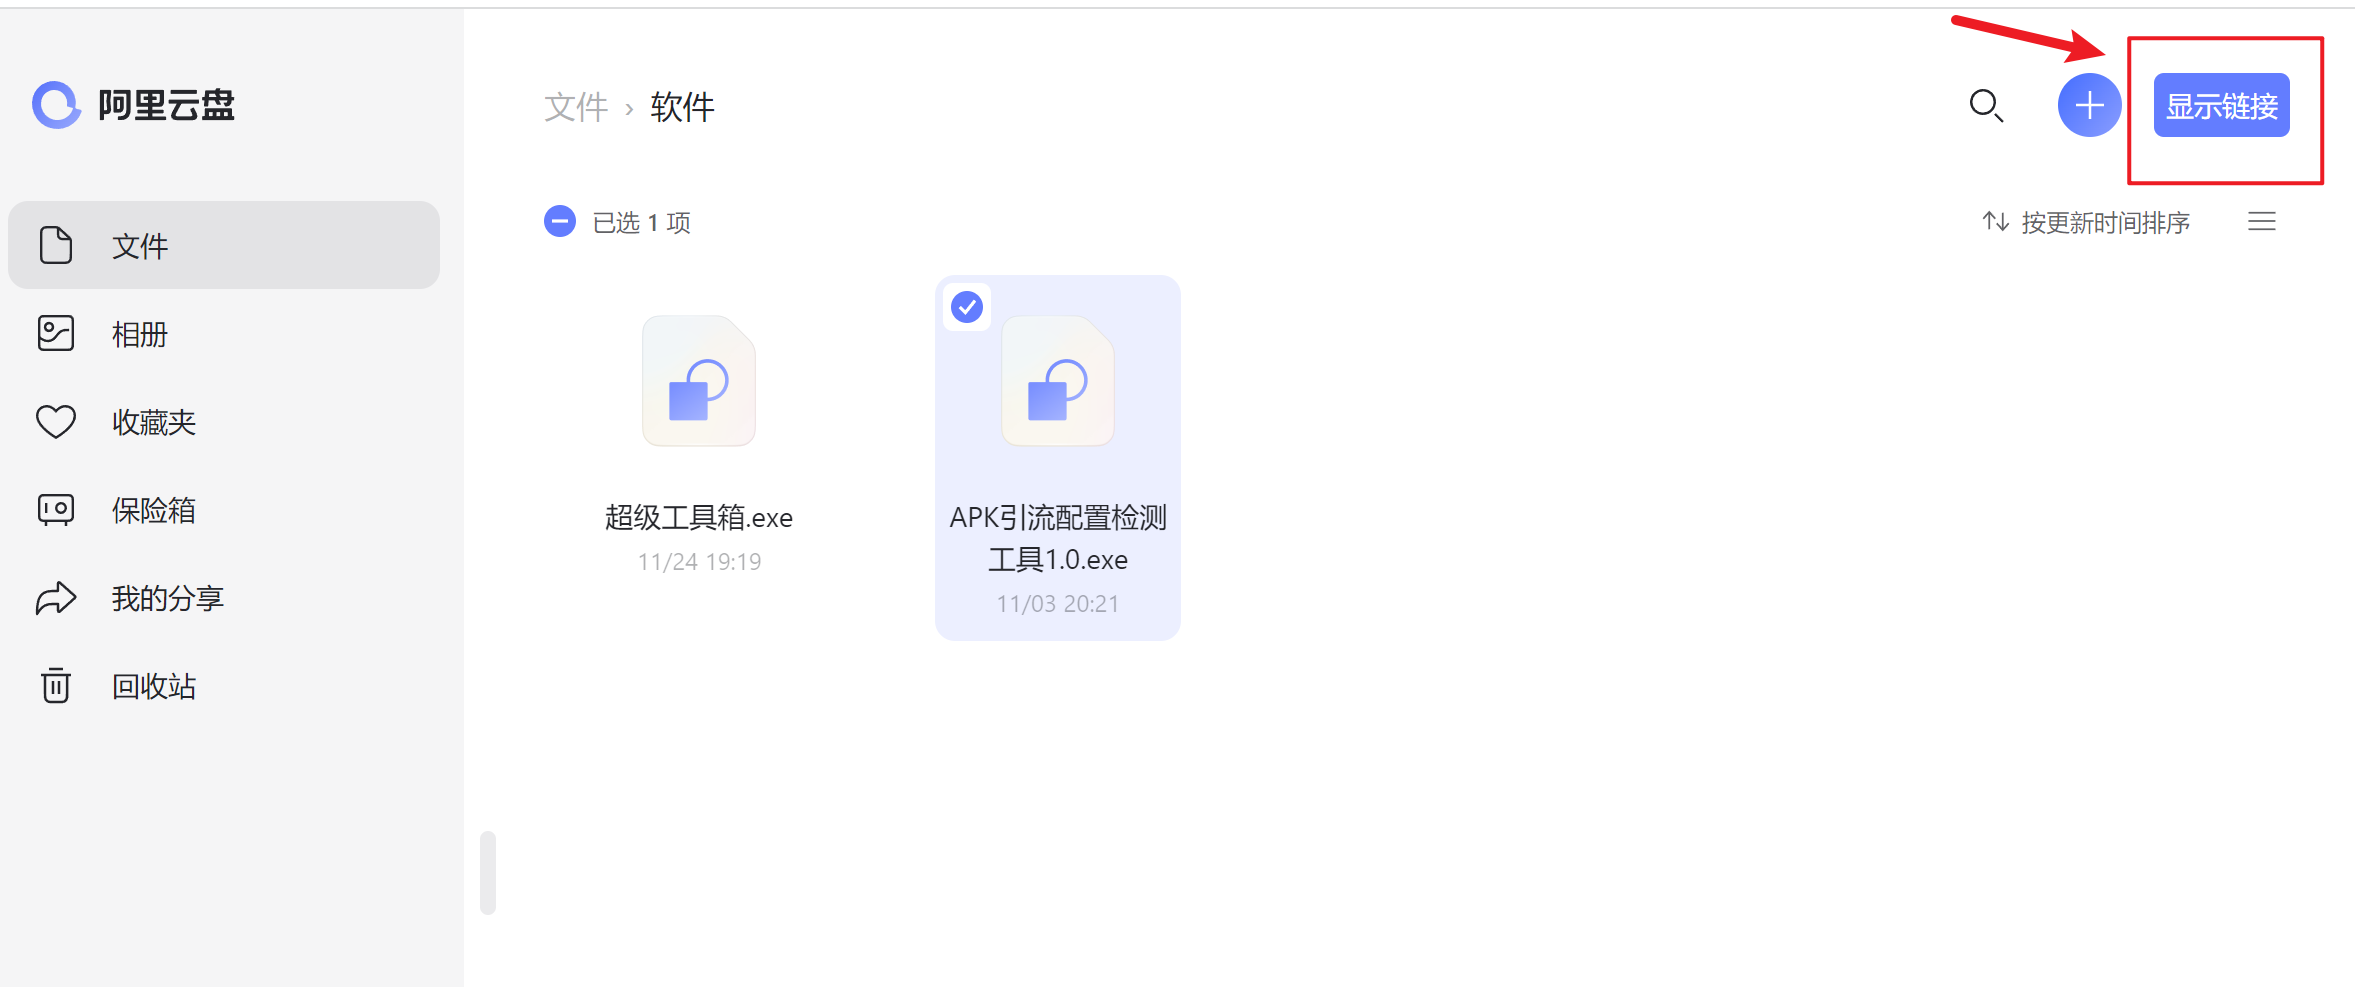 阿里云盘
文件
相册
收藏夹
保险箱
我的分享
回收站
文件 › 软件
显示链接
已选 1 项
按更新时间排序
超级工具箱.exe
11/24 19:19
APK引流配置检测
工具1.0.exe
11/03 20:21